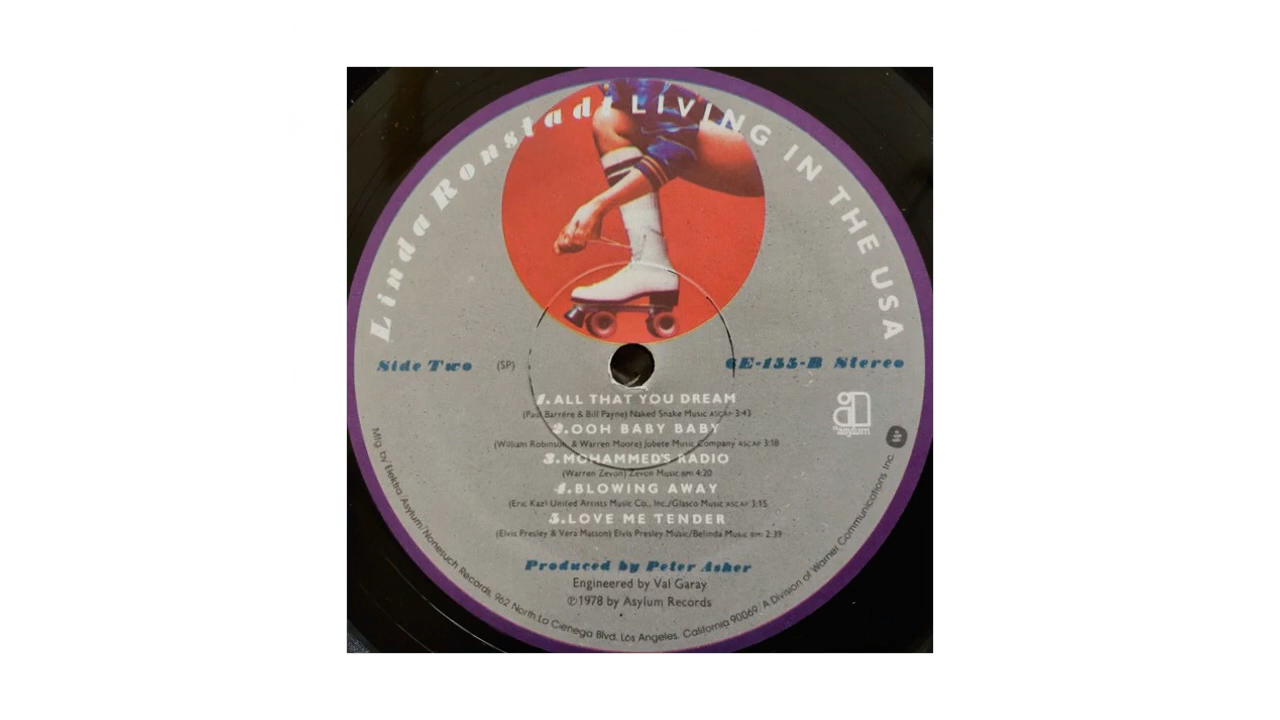 Linda Ronstadt LIVING IN THE USA
Side Two (SP) 6E-155-B Stereo
1. ALL THAT YOU DREAM
(Paul Barrére & Bill Payne) Naked Snake Music ASCAP 3:43
2. OOH BABY BABY
(William Robinson, & Warren Moore) Jobete Music Company ASCAP 3:18
3. MOHAMMED'S RADIO
(Warren Zevon) Zevon Music BMI 4:20
4. BLOWING AWAY
(Eric Kaz) United Artists Music Co., Inc./Glasco Music ASCAP 3:15
5. LOVE ME TENDER
(Elvis Presley & Vera Matson) Elvis Presley Music/Belinda Music BMI 2:39
asylum
Produced by Peter Asher
Engineered by Val Garay
℗1978 by Asylum Records
Mfg. by Elektra/Asylum/Nonesuch Records, 962 North La Cienega Blvd. Los Angeles, California 90069/A Division of Warner Communications Inc.